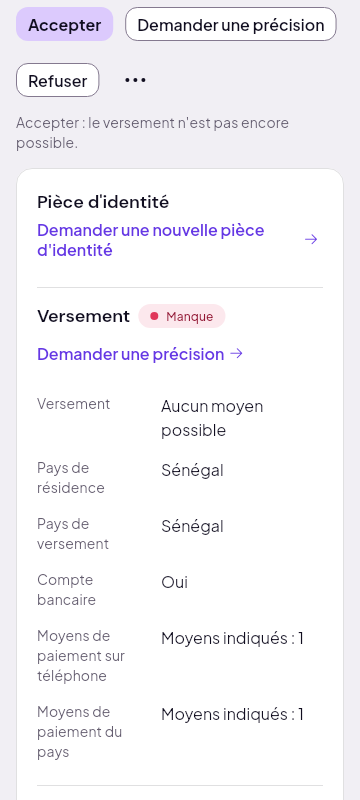 Accepter
Demander une précision
Refuser
Accepter : le versement n'est pas encore
possible.
Pièce d'identité
Demander une nouvelle pièce
d'identité
Versement
Manque
Demander une précision
Versement
Aucun moyen
possible
Pays de
résidence
Sénégal
Pays de
versement
Sénégal
Compte
bancaire
Oui
Moyens de
paiement sur
téléphone
Moyens indiqués : 1
Moyens de
paiement du
pays
Moyens indiqués : 1